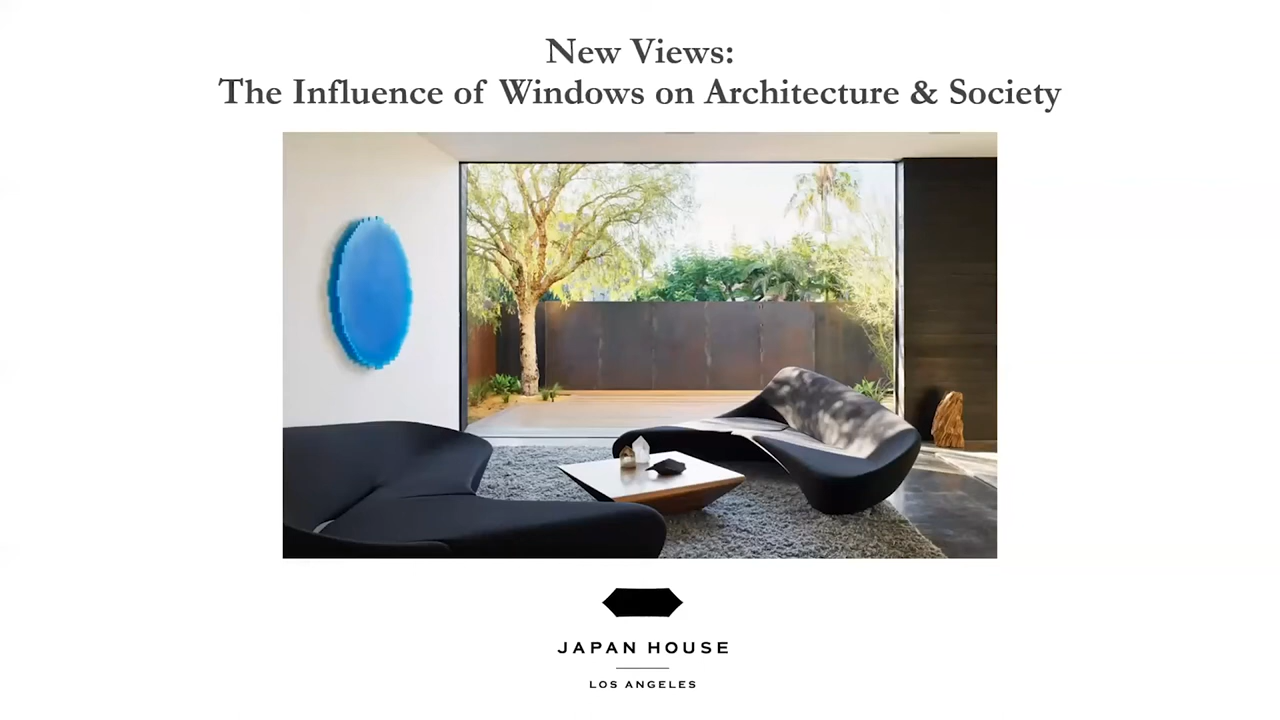 New Views:
The Influence of Windows on Architecture & Society
JAPAN HOUSE
LOS ANGELES